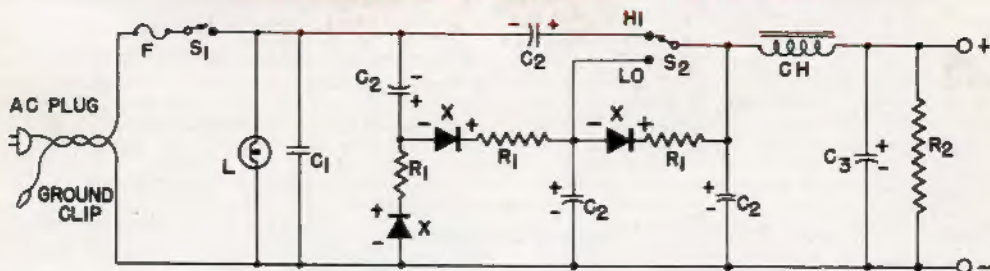 F
S1
- +
C2
HI
LO
S2
CH
+
AC PLUG
GROUND CLIP
L
C1
C2
-
+
- X +
R1
- X +
R1
R1
+
-
X
+
-
C2
+
-
C2
C3
+
-
R2
-